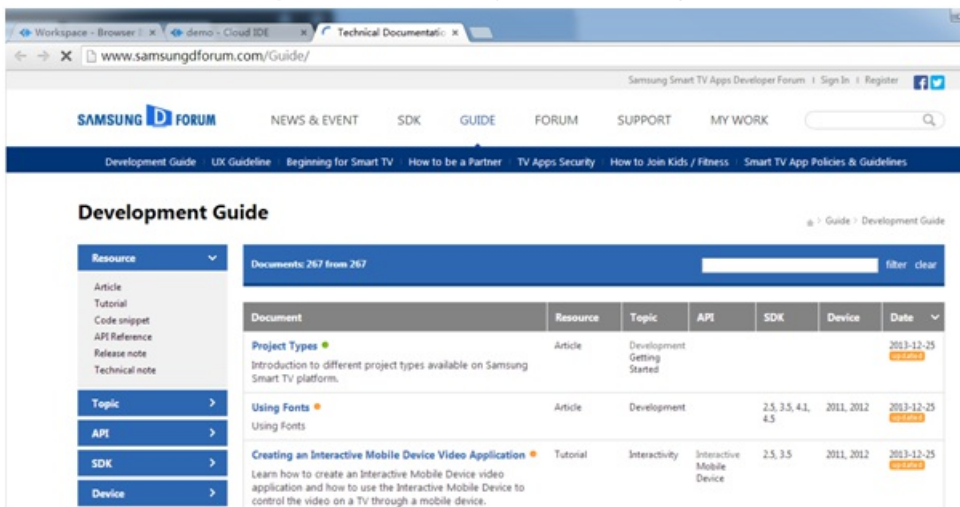 Workspace - Browser
demo - Cloud IDE
Technical Documentatio
www.samsungdforum.com/Guide/
Samsung Smart TV Apps Developer Forum | Sign In | Register
SAMSUNG D FORUM
NEWS & EVENT SDK GUIDE FORUM SUPPORT MY WORK
Development Guide UX Guideline Beginning for Smart TV How to be a Partner TV Apps Security How to Join Kids / Fitness Smart TV App Policies & Guidelines
Development Guide
> Guide > Development Guide
Resource
Article
Tutorial
Code snippet
API Reference
Release note
Technical note
Topic
API
SDK
Device
Documents: 267 from 267
filter clear
Document Resource Topic API SDK Device Date
Project Types Article Development 2013-12-25
Introduction to different project types available on Samsung Getting updated
Smart TV platform. Started
Using Fonts Article Development 2.5, 3.5, 4.1, 2011, 2012 2013-12-25
Using Fonts 4.5 updated
Creating an Interactive Mobile Device Video Application Tutorial Interactivity Interactive 2.5, 3.5 2011, 2012 2013-12-25
Learn how to create an Interactive Mobile Device video Mobile updated
application and how to use the Interactive Mobile Device to Device
control the video on a TV through a mobile device.